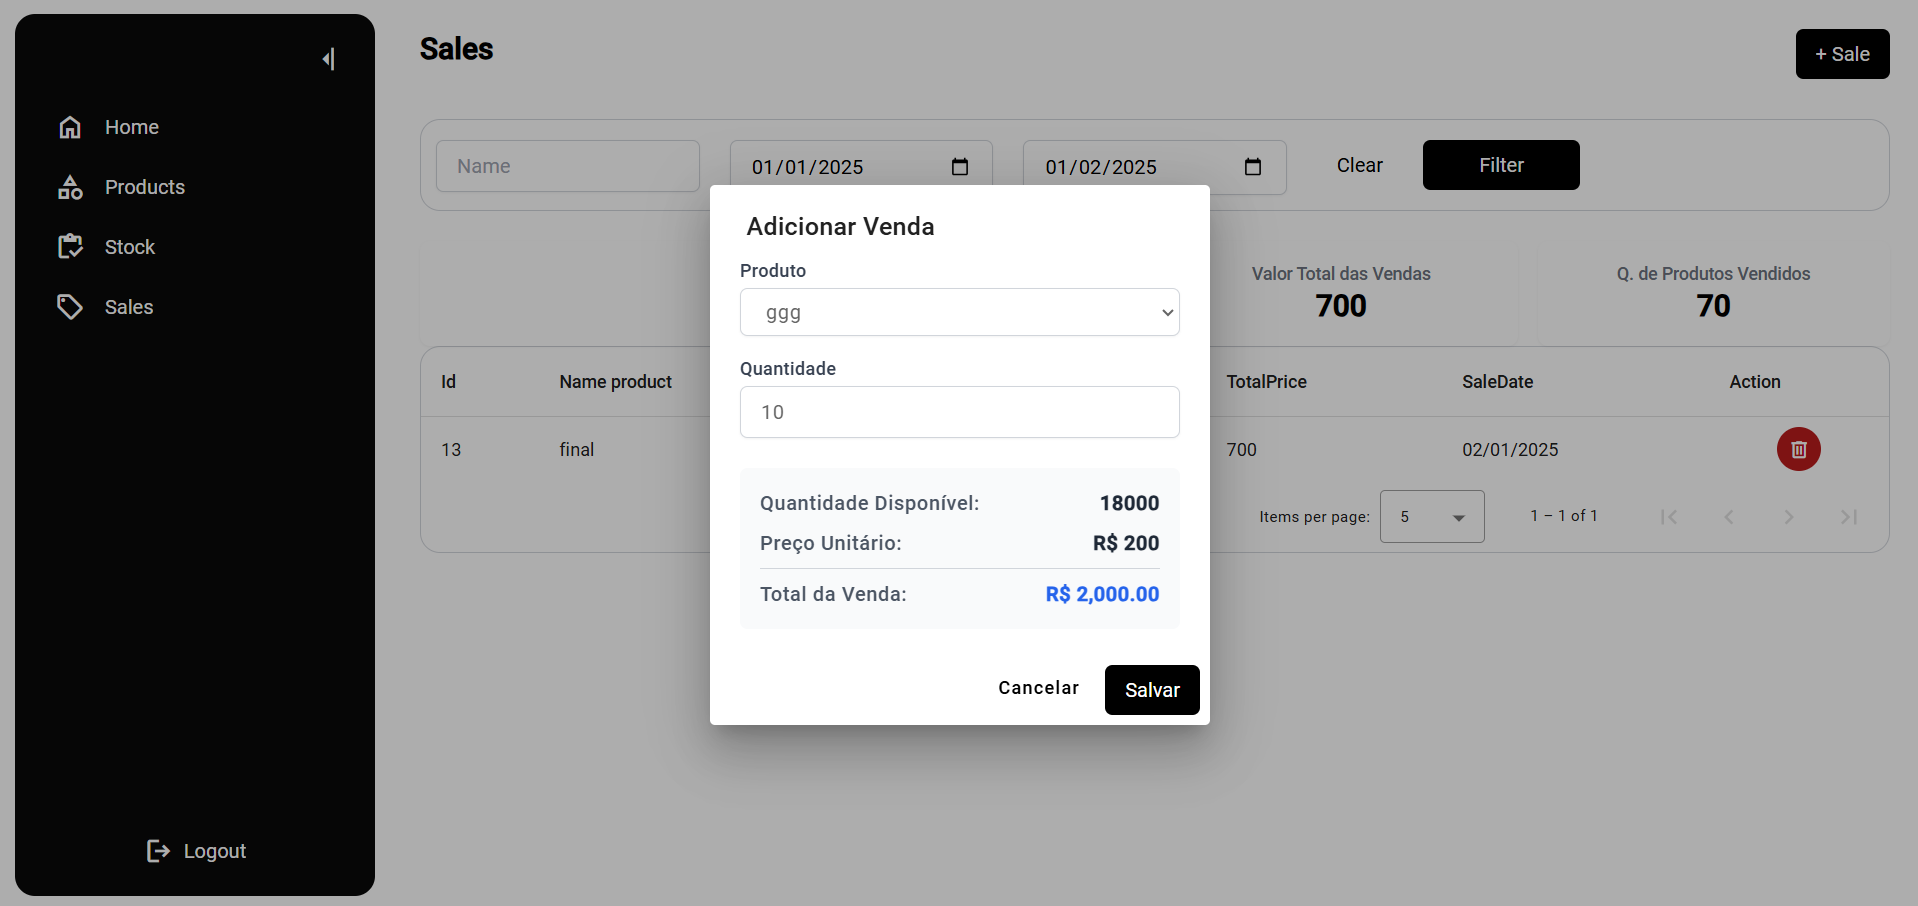 Home
Products
Stock
Sales
Logout
Sales
+ Sale
Name
01/01/2025
01/02/2025
Clear
Filter
Valor Total das Vendas
700
Q. de Produtos Vendidos
70
Id
Name product
TotalPrice
SaleDate
Action
13
final
700
02/01/2025
Items per page:
5
1 – 1 of 1
Adicionar Venda
Produto
ggg
Quantidade
10
Quantidade Disponível:
18000
Preço Unitário:
R$ 200
Total da Venda:
R$ 2,000.00
Cancelar
Salvar